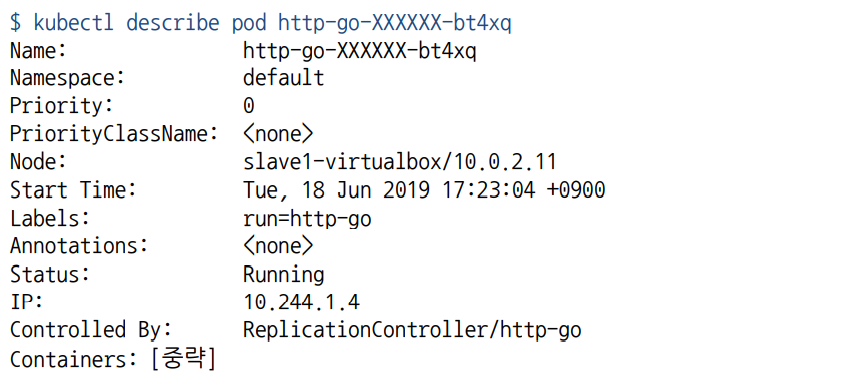 $ kubectl describe pod http-go-XXXXXX-bt4xq
Name: http-go-XXXXXX-bt4xq
Namespace: default
Priority: 0
PriorityClassName: <none>
Node: slave1-virtualbox/10.0.2.11
Start Time: Tue, 18 Jun 2019 17:23:04 +0900
Labels: run=http-go
Annotations: <none>
Status: Running
IP: 10.244.1.4
Controlled By: ReplicationController/http-go
Containers: [중략]